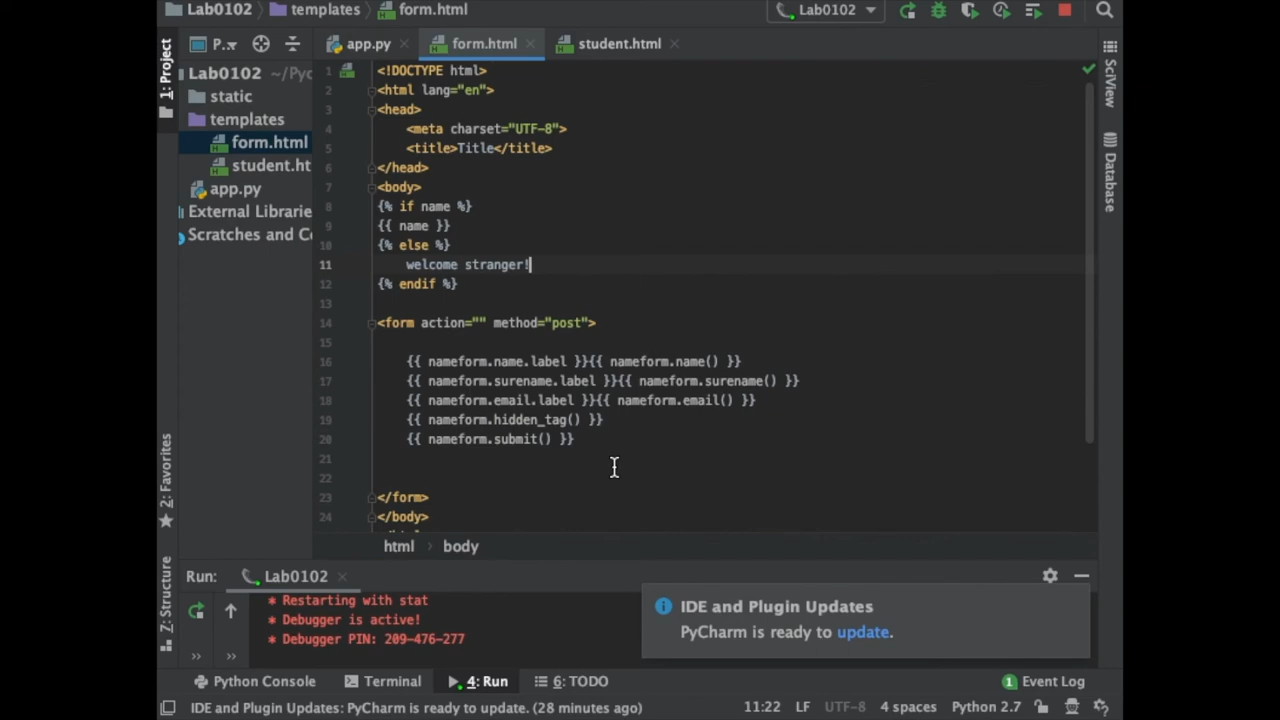 Lab0102 templates form.html Lab0102
P.. app.py form.html student.html
1: Project
Lab0102
static
templates
form.html
student.ht
app.py
External Librarie
Scratches and C
1 <!DOCTYPE html>
2 <html lang="en">
3 <head>
4 <meta charset="UTF-8">
5 <title>Title</title>
6 </head>
7 <body>
8 {% if name %}
9 {{ name }}
10 {% else %}
11 welcome stranger!
12 {% endif %}
13
14 <form action="" method="post">
15
16 {{ nameform.name.label }}{{ nameform.name() }}
17 {{ nameform.surename.label }}{{ nameform.surename() }}
18 {{ nameform.email.label }}{{ nameform.email() }}
19 {{ nameform.hidden_tag() }}
20 {{ nameform.submit() }}
21
22
23 </form>
24 </body>
html › body
SciView
Database
2: Favorites
Z: Structure
Run: Lab0102
* Restarting with stat
* Debugger is active!
* Debugger PIN: 209-476-277
IDE and Plugin Updates
PyCharm is ready to update.
Python Console Terminal 4: Run 6: TODO 1 Event Log
IDE and Plugin Updates: PyCharm is ready to update. (28 minutes ago) 11:22 LF UTF-8 4 spaces Python 2.7